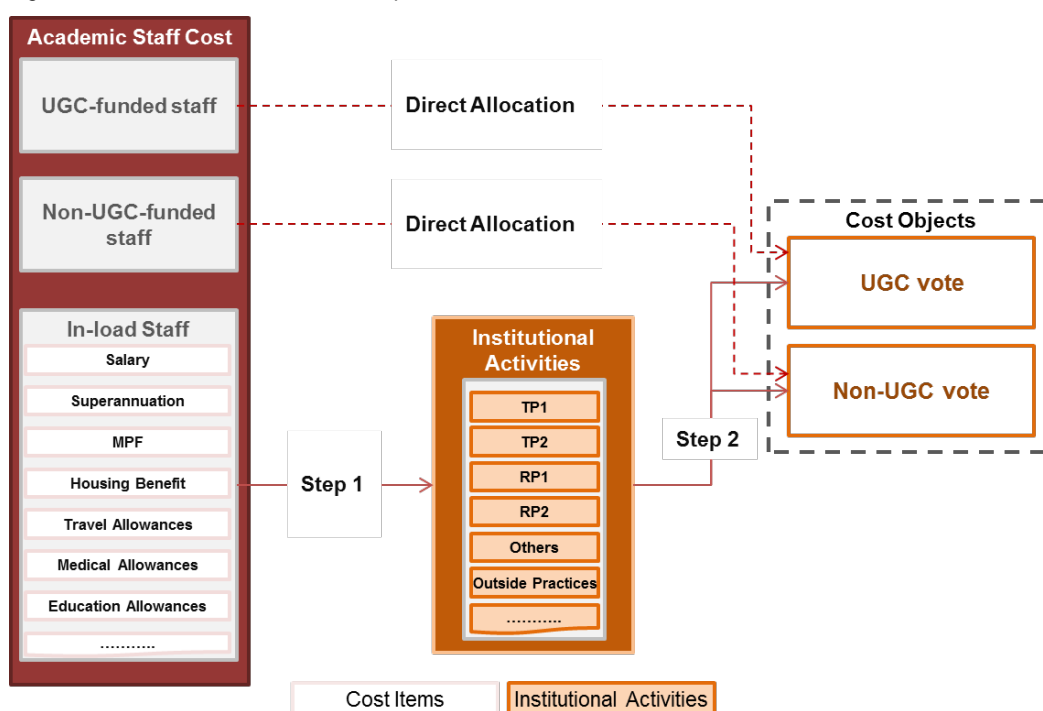 Academic Staff Cost
UGC-funded staff
Direct Allocation
Non-UGC-funded
staff
Direct Allocation
Cost Objects
UGC vote
Non-UGC vote
In-load Staff
Salary
Superannuation
MPF
Housing Benefit
Travel Allowances
Medical Allowances
Education Allowances
...........
Step 1
Institutional
Activities
TP1
TP2
RP1
RP2
Others
Outside Practices
...........
Step 2
Cost Items
Institutional Activities